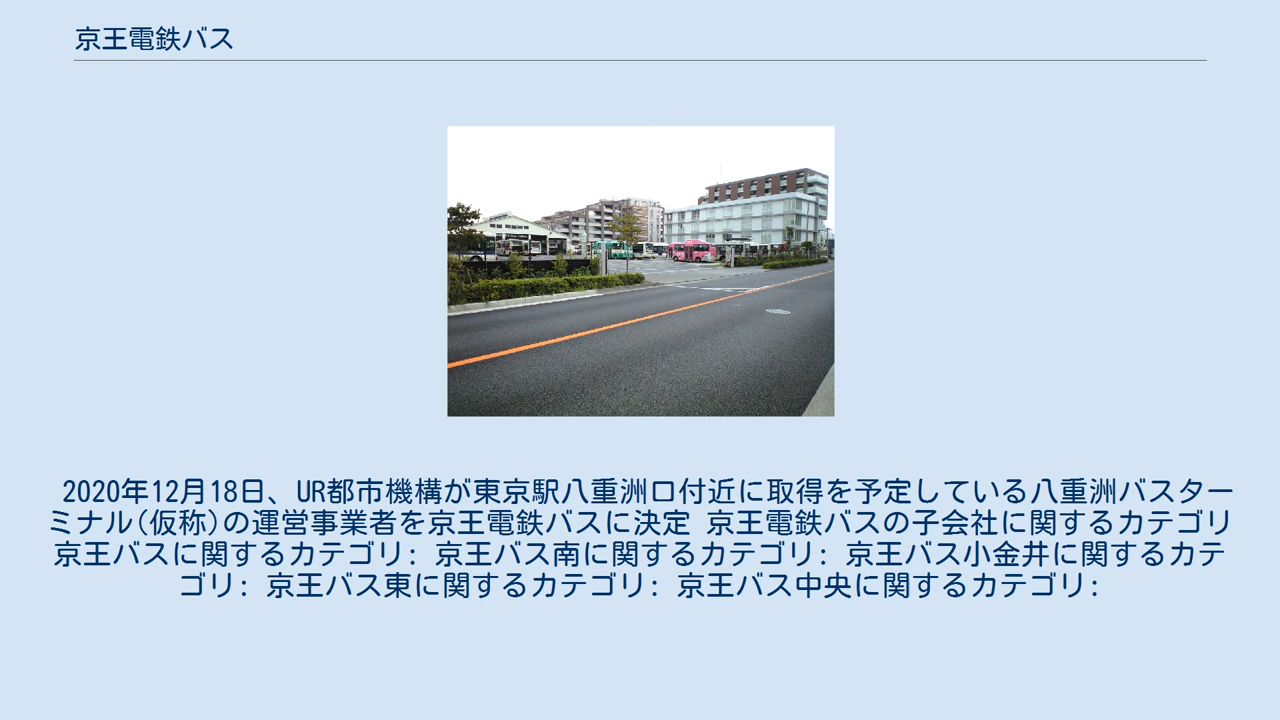 京王電鉄バス
2020年12月18日、UR都市機構が東京駅八重洲口付近に取得を予定している八重洲バスター
ミナル(仮称)の運営事業者を京王電鉄バスに決定 京王電鉄バスの子会社に関するカテゴリ
京王バスに関するカテゴリ: 京王バス南に関するカテゴリ: 京王バス小金井に関するカテ
ゴリ: 京王バス東に関するカテゴリ: 京王バス中央に関するカテゴリ: